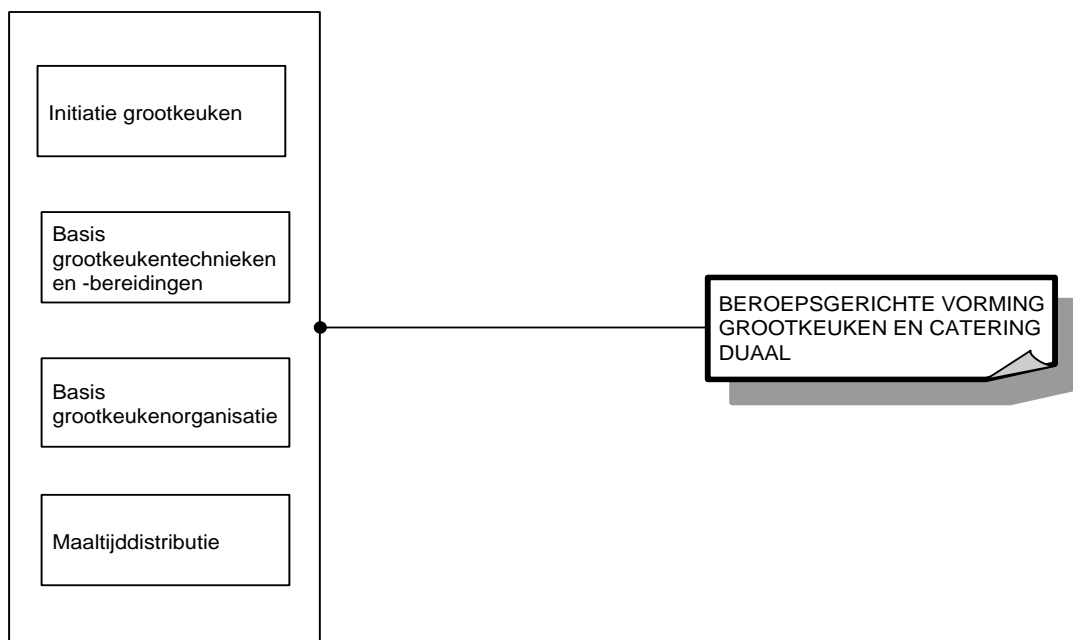 Initiatie grootkeuken
Basis
grootkeukentechnieken
en -bereidingen
Basis
grootkeukenorganisatie
Maaltijddistributie
BEROEPSGERICHTE VORMING
GROOTKEUKEN EN CATERING
DUAAL